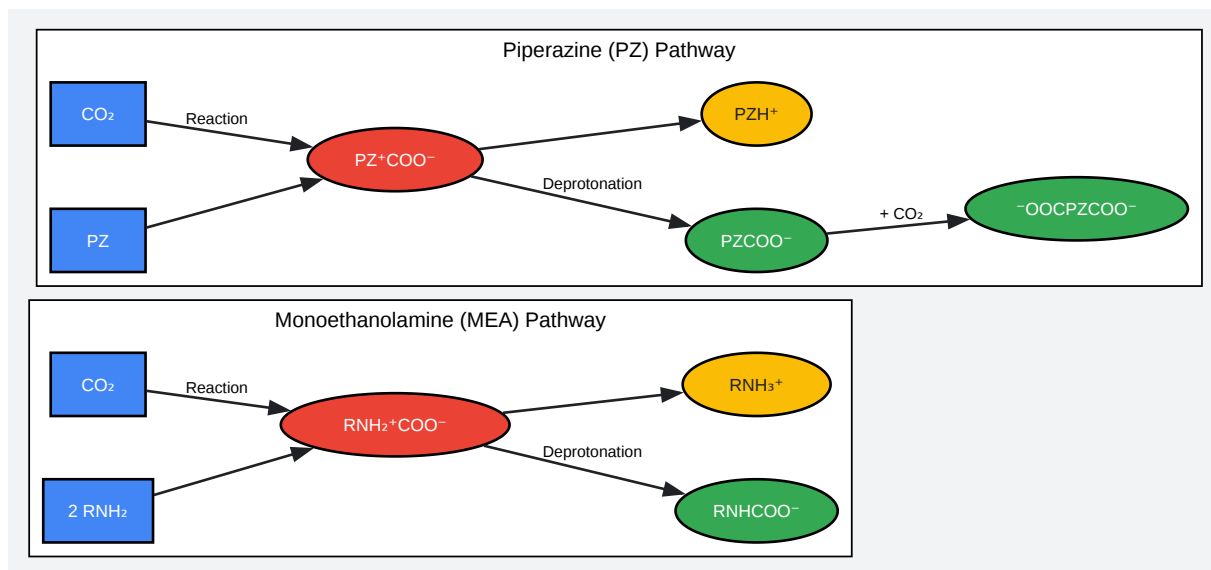 Piperazine (PZ) Pathway
CO₂
Reaction
PZ
PZ⁺COO⁻
PZH⁺
Deprotonation
PZCOO⁻
+ CO₂
⁻OOCPZCOO⁻
Monoethanolamine (MEA) Pathway
CO₂
Reaction
2 RNH₂
RNH₂⁺COO⁻
RNH₃⁺
Deprotonation
RNHCOO⁻